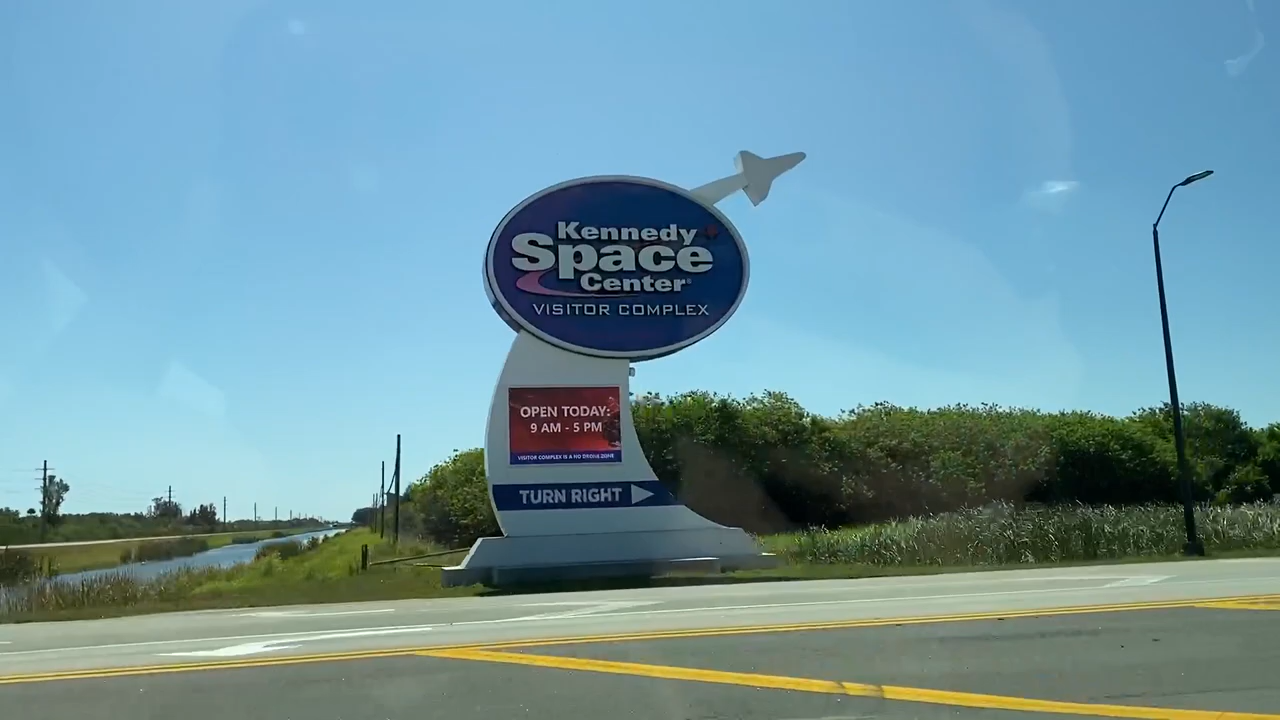 Kennedy
Space
Center
VISITOR COMPLEX
OPEN TODAY:
9 AM - 5 PM
VISITOR COMPLEX IS A NO DRONE ZONE
TURN RIGHT